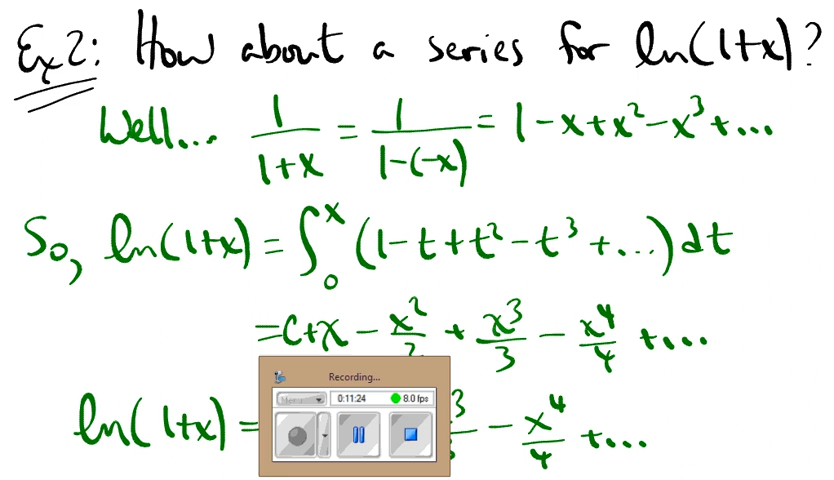 Ex2: How about a series for ln(1+x)?
Well... 1/(1+x) = 1/(1-(-x)) = 1-x+x²-x³+...
So, ln(1+x) = ∫₀ˣ (1-t+t²-t³+...)dt
= C+x - x²/2 + x³/3 - x⁴/4 +...
Recording...
Menu 0:11:24 8.0 fps
ln(1+x) = - x⁴/4 +...